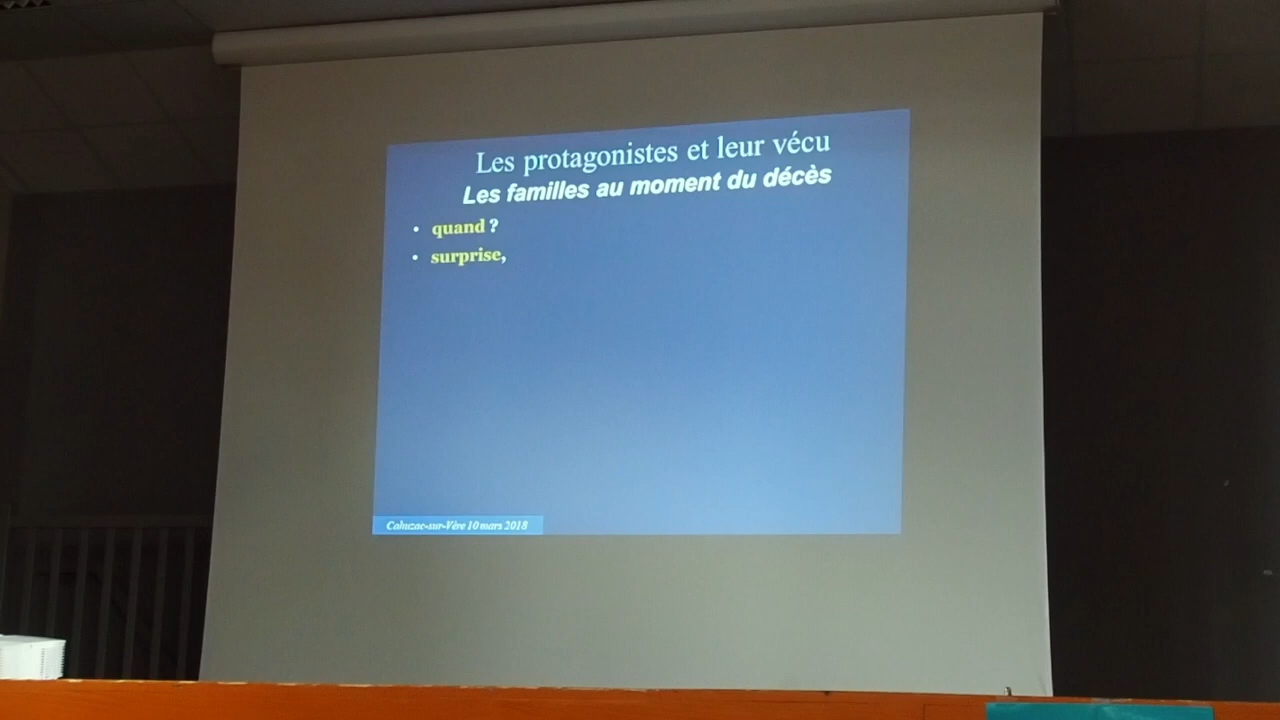 Les protagonistes et leur vécu
Les familles au moment du décès
• quand ?
• surprise,
Cahuzac-sur-Vère 10 mars 2018